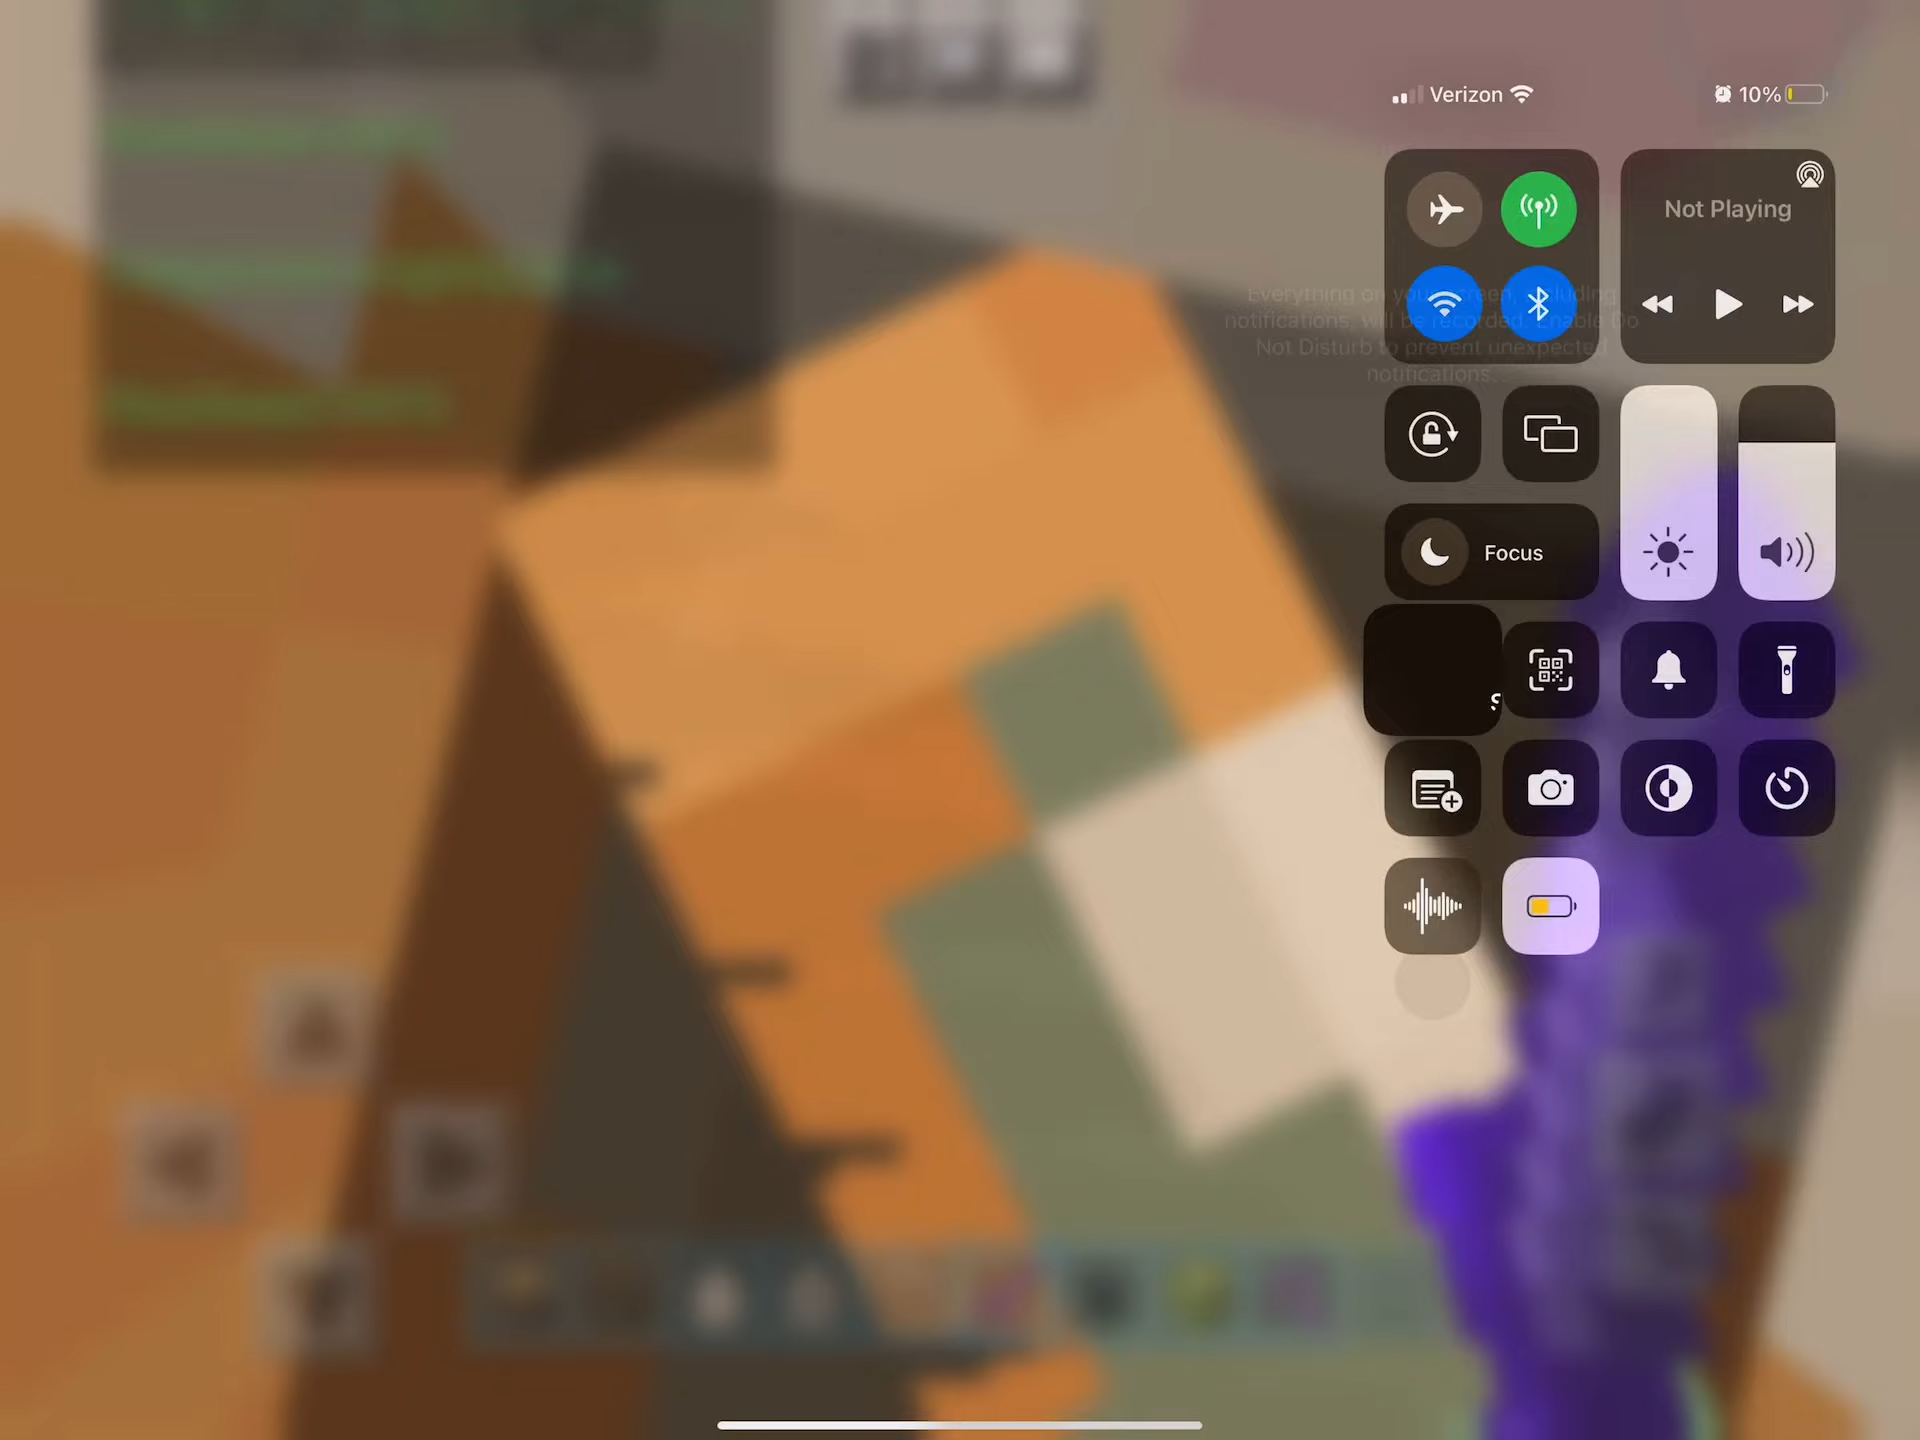 Verizon
10%
Not Playing
Everything on your screen, including
notifications, will be recorded. Enable Do
Not Disturb to prevent unexpected
notifications.
Focus